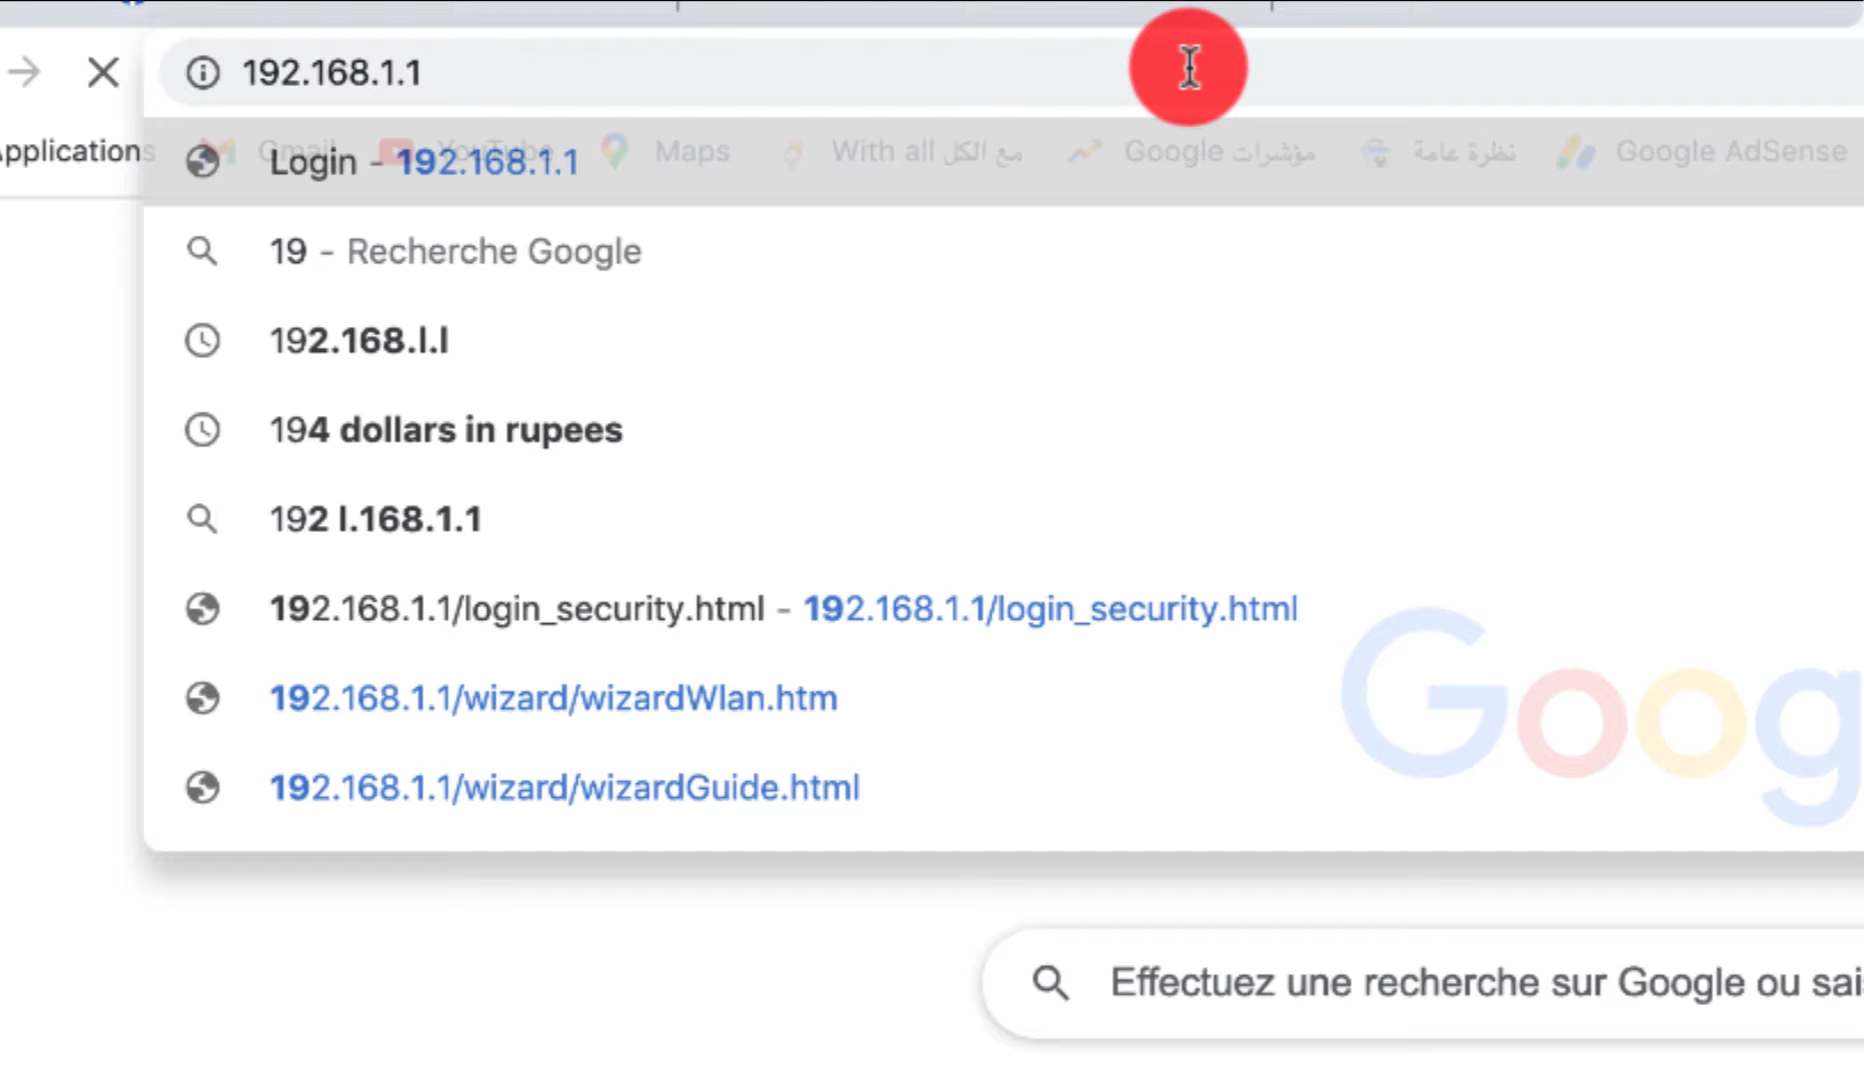 192.168.1.1
Applications Gmail YouTube Maps With all مع الكل Google مؤشرات نظرة عامة Google AdSense
Login - 192.168.1.1
19 - Recherche Google
192.168.l.l
194 dollars in rupees
192 l.168.1.1
192.168.1.1/login_security.html - 192.168.1.1/login_security.html
192.168.1.1/wizard/wizardWlan.htm
192.168.1.1/wizard/wizardGuide.html
Goog
Effectuez une recherche sur Google ou sai